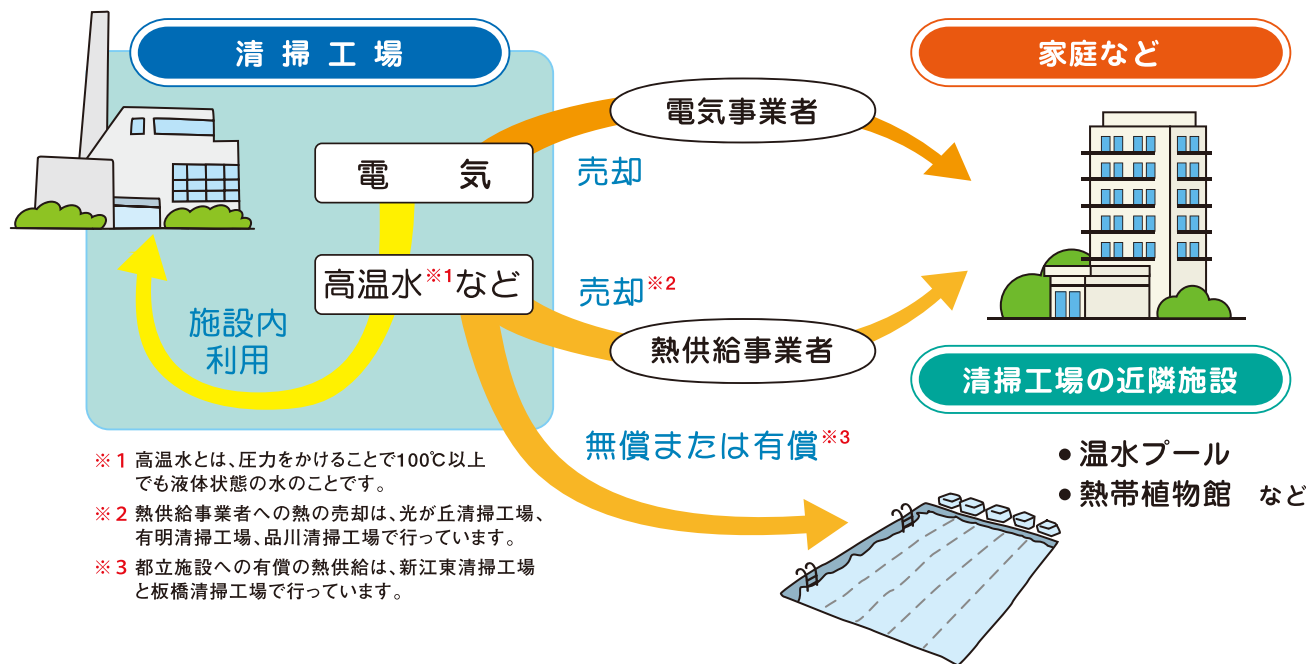 清掃工場
家庭など
電気事業者
売却
電気
高温水※1など
売却※2
熱供給事業者
施設内
利用
清掃工場の近隣施設
無償または有償※3
●温水プール
●熱帯植物館 など
※1 高温水とは、圧力をかけることで100℃以上
でも液体状態の水のことです。
※2 熱供給事業者への熱の売却は、光が丘清掃工場、
有明清掃工場、品川清掃工場で行っています。
※3 都立施設への有償の熱供給は、新江東清掃工場
と板橋清掃工場で行っています。